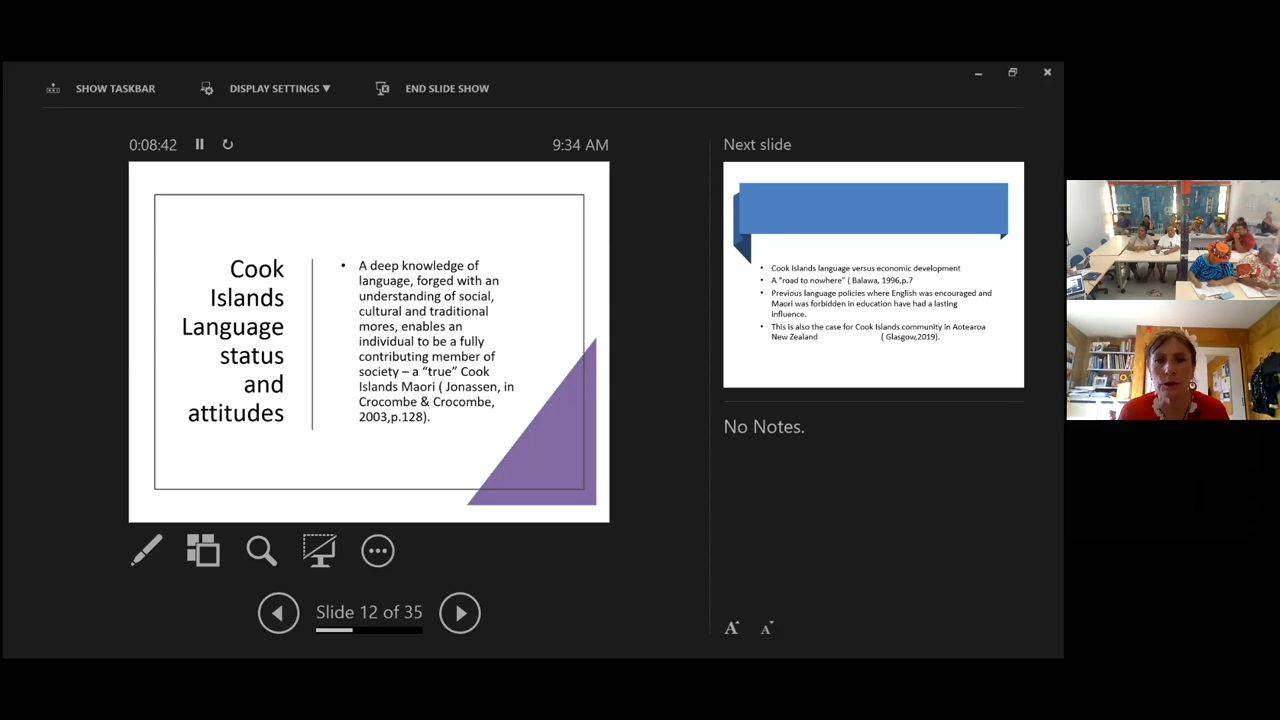 SHOW TASKBAR
DISPLAY SETTINGS ▼
END SLIDE SHOW
0:08:42
9:34 AM
Cook
Islands
Language
status
and
attitudes
• A deep knowledge of
language, forged with an
understanding of social,
cultural and traditional
mores, enables an
individual to be a fully
contributing member of
society – a “true” Cook
Islands Maori ( Jonassen, in
Crocombe & Crocombe,
2003,p.128).
Slide 12 of 35
Next slide
• Cook Islands language versus economic development
• A “road to nowhere” ( Balawa, 1996,p.7
• Previous language policies where English was encouraged and
Maori was forbidden in education have had a lasting
influence.
• This is also the case for Cook Islands community in Aotearoa
New Zealand ( Glasgow,2019).
No Notes.
A A